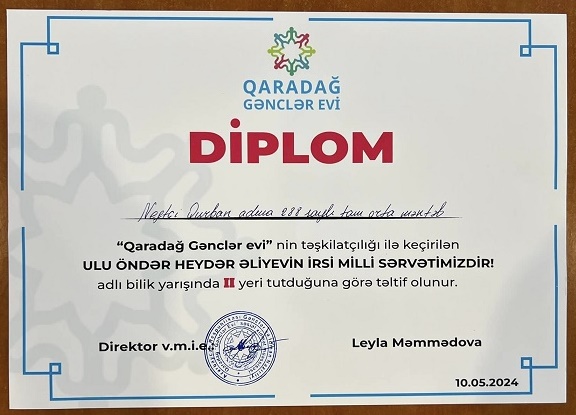 QARADAĞ
GƏNCLƏR EVİ
DİPLOM
Neftçi Qurban adına 288 saylı tam orta məktəb
“Qaradağ Gənclər evi” nin təşkilatçılığı ilə keçirilən
ULU ÖNDƏR HEYDƏR ƏLİYEVİN İRSİ MİLLİ SƏRVƏTİMİZDİR!
adlı bilik yarışında II yeri tutduğuna görə təltif olunur.
Direktor v.m.i.e.
Leyla Məmmədova
10.05.2024